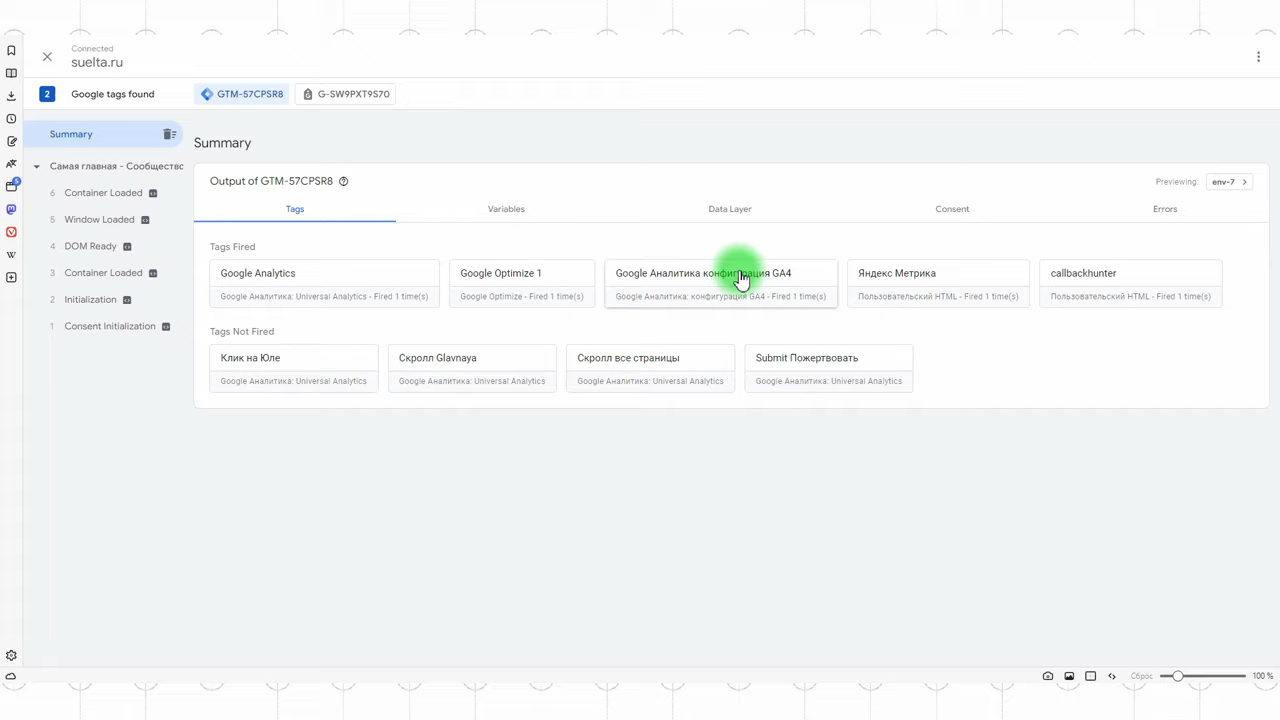 Connected
suelta.ru
2 Google tags found GTM-57CPSR8 G-SW9PXT9S70
Summary
Самая главная - Сообществс
6 Container Loaded
5 Window Loaded
4 DOM Ready
3 Container Loaded
2 Initialization
1 Consent Initialization
Summary
Output of GTM-57CPSR8
Previewing: env-7
Tags Variables Data Layer Consent Errors
Tags Fired
Google Analytics
Google Аналитика: Universal Analytics - Fired 1 time(s)
Google Optimize 1
Google Optimize - Fired 1 time(s)
Google Аналитика конфигурация GA4
Google Аналитика: конфигурация GA4 - Fired 1 time(s)
Яндекс Метрика
Пользовательский HTML - Fired 1 time(s)
callbackhunter
Пользовательский HTML - Fired 1 time(s)
Tags Not Fired
Клик на Юле
Google Аналитика: Universal Analytics
Скролл Glavnaya
Google Аналитика: Universal Analytics
Скролл все страницы
Google Аналитика: Universal Analytics
Submit Пожертвовать
Google Аналитика: Universal Analytics
5
W
Сброс 100 %